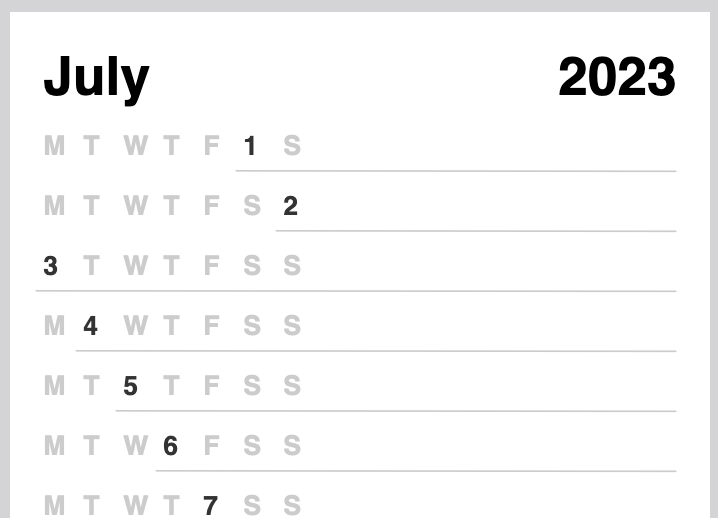 July 2023
M T W T F 1 S
M T W T F S 2
3 T W T F S S
M 4 W T F S S
M T 5 T F S S
M T W 6 F S S
M T W T 7 S S